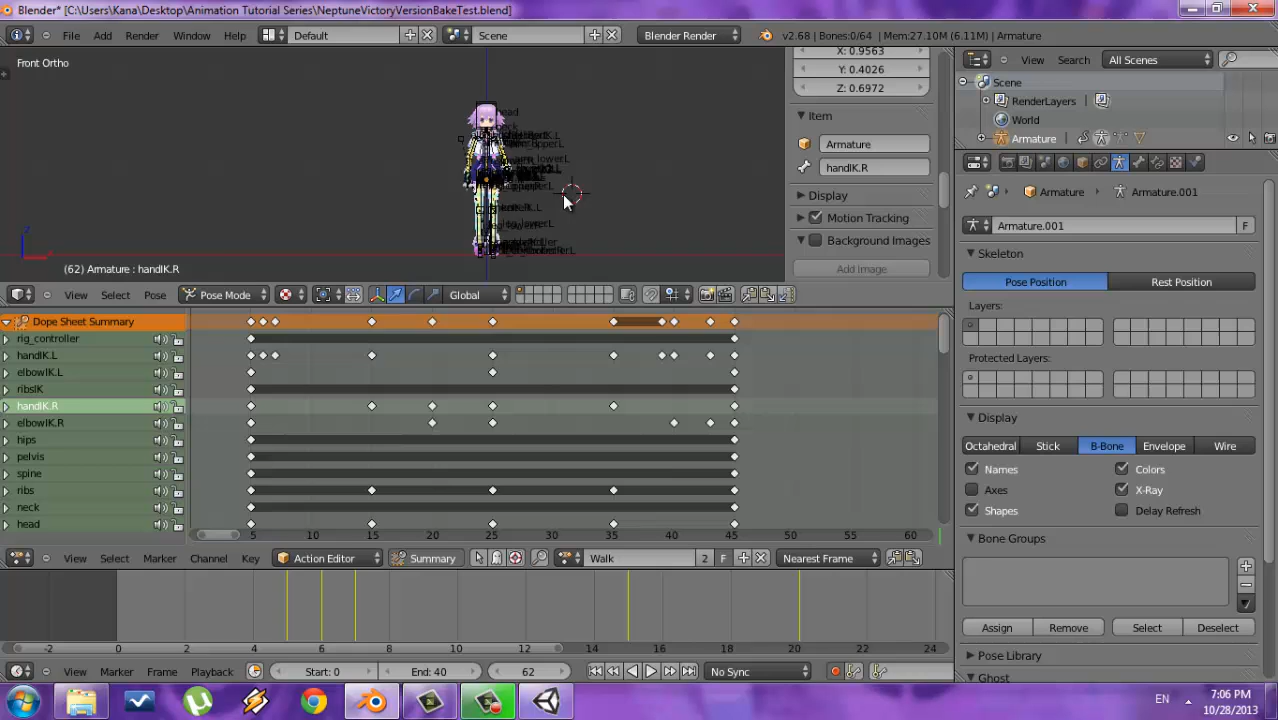 Blender* [C:\Users\Kana\Desktop\Animation Tutorial Series\NeptuneVictoryVersionBakeTest.blend]
File Add Render Window Help Default Scene Blender Render v2.68 | Bones:0/64 | Mem:27.10M (6.11M) | Armature
Front Ortho
(62) Armature : handIK.R
View Select Pose Pose Mode Global
X: 0.9563
Y: 0.4026
Z: 0.6972
Item
Armature
handIK.R
Display
Motion Tracking
Background Images
Add Image
Dope Sheet Summary
rig_controller
handIK.L
elbowIK.L
ribsIK
handIK.R
elbowIK.R
hips
pelvis
spine
ribs
neck
head
5 10 15 20 25 30 35 40 45 50 55 60
View Select Marker Channel Key Action Editor Summary Walk 2 F Nearest Frame
-2 0 2 4 6 8 10 12 14 16 18 20 22 24
View Marker Frame Playback Start: 0 End: 40 62 No Sync
View Search All Scenes
Scene
RenderLayers
World
Armature
Armature Armature.001
Armature.001 F
Skeleton
Pose Position Rest Position
Layers: Protected Layers:
Display
Octahedral Stick B-Bone Envelope Wire
Names Colors
Axes X-Ray
Shapes Delay Refresh
Bone Groups
Assign Remove Select Deselect
Pose Library
Ghost
EN 7:06 PM
10/28/2013